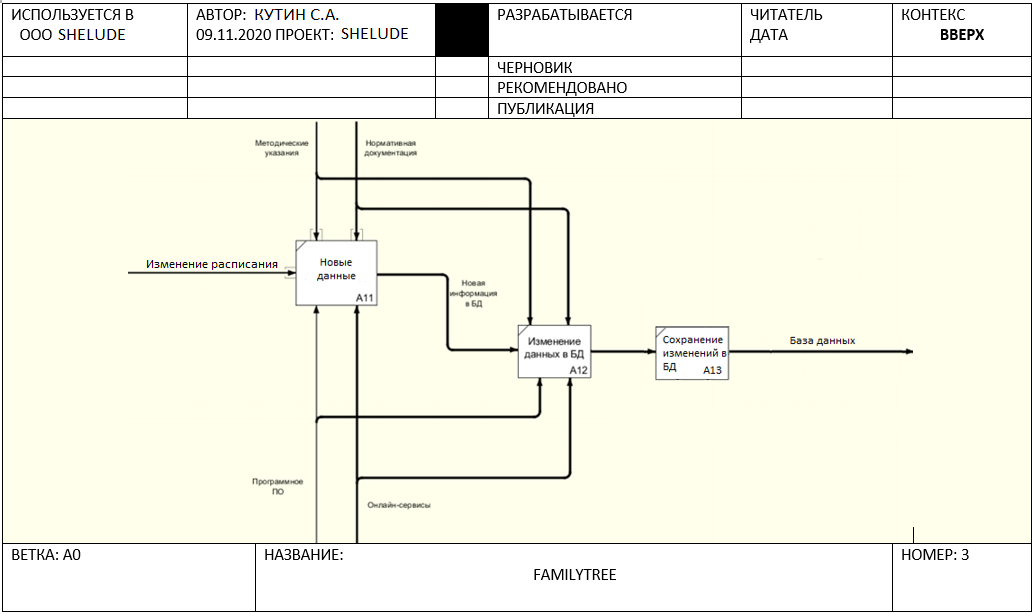 ИСПОЛЬЗУЕТСЯ В
ООО SHELUDE
АВТОР: КУТИН С.А.
09.11.2020 ПРОЕКТ: SHELUDE
РАЗРАБАТЫВАЕТСЯ
ЧИТАТЕЛЬ
ДАТА
КОНТЕКС
ВВЕРХ
ЧЕРНОВИК
РЕКОМЕНДОВАНО
ПУБЛИКАЦИЯ
Методические
указания
Нормативная
документация
Изменение расписания
Новые
данные
A11
Новая
информация
в БД
Изменение
данных в БД
A12
Сохранение
изменений в
БД
A13
База данных
Программное
ПО
Онлайн-сервисы
ВЕТКА: A0
НАЗВАНИЕ:
FAMILYTREE
НОМЕР: 3